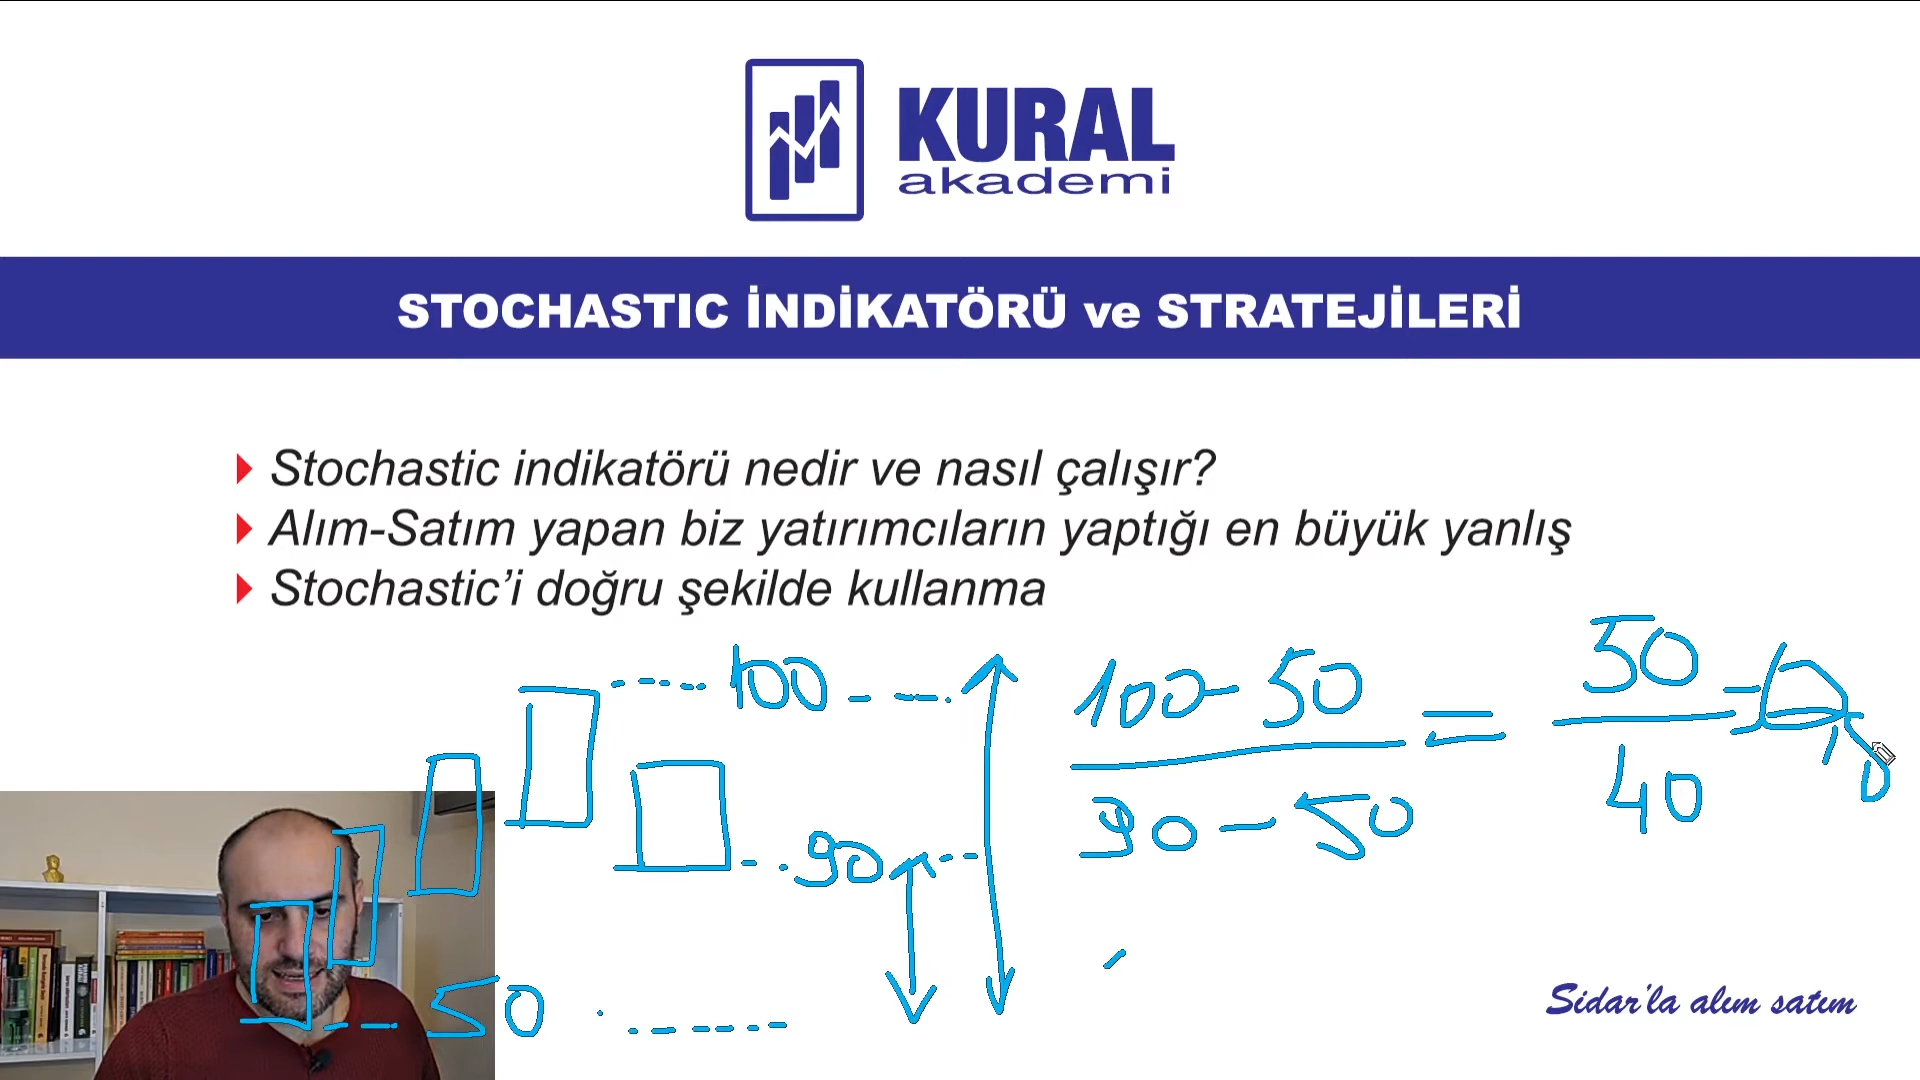 KURAL
akademi
STOCHASTIC İNDİKATÖRÜ ve STRATEJİLERİ
Stochastic indikatörü nedir ve nasıl çalışır?
Alım-Satım yapan biz yatırımcıların yaptığı en büyük yanlış
Stochastic’i doğru şekilde kullanma
100
90
50
100-50
90-50
=
50
40
=
Sidar'la alım satım